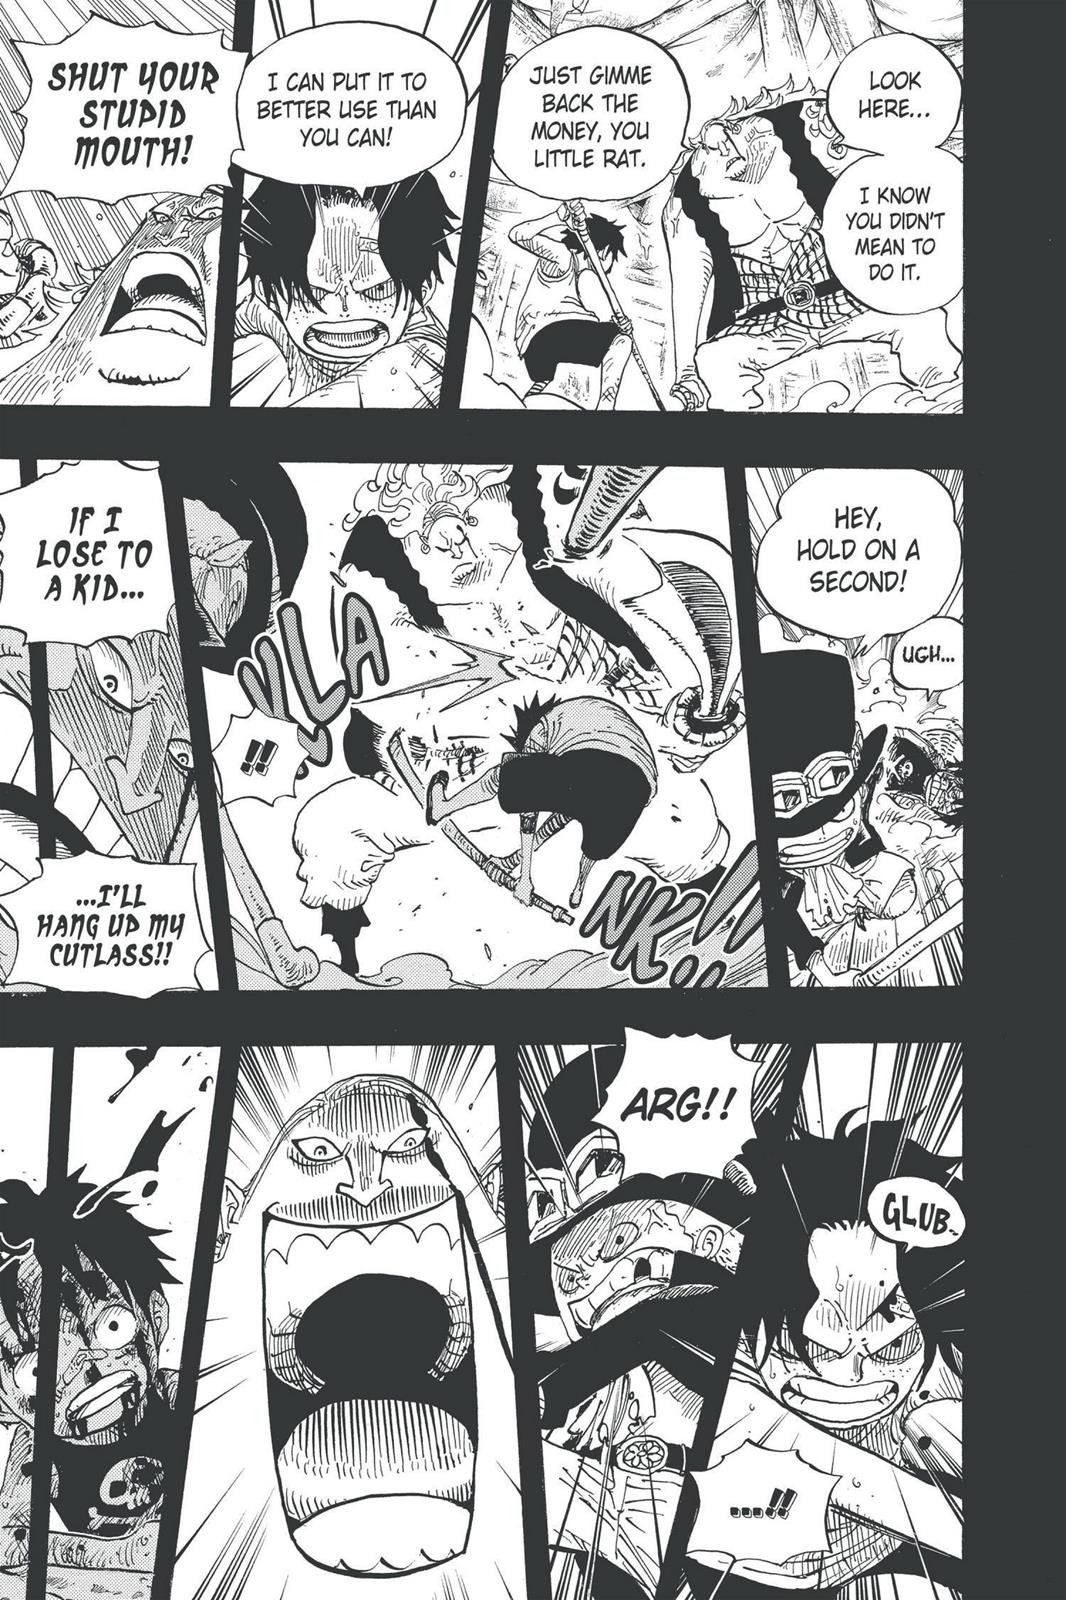 LOOK
HERE...
I KNOW
YOU DIDN'T
MEAN TO
DO IT.
JUST GIMME
BACK THE
MONEY, YOU
LITTLE RAT.
I CAN PUT IT TO
BETTER USE THAN
YOU CAN!
SHUT YOUR
STUPID
MOUTH!
HEY,
HOLD ON A
SECOND!
UGH...
KLA
NK!!
!!
IF I
LOSE TO
A KID...
...I'LL
HANG UP MY
CUTLASS!!
GLUB..
.....!!
ARG!!